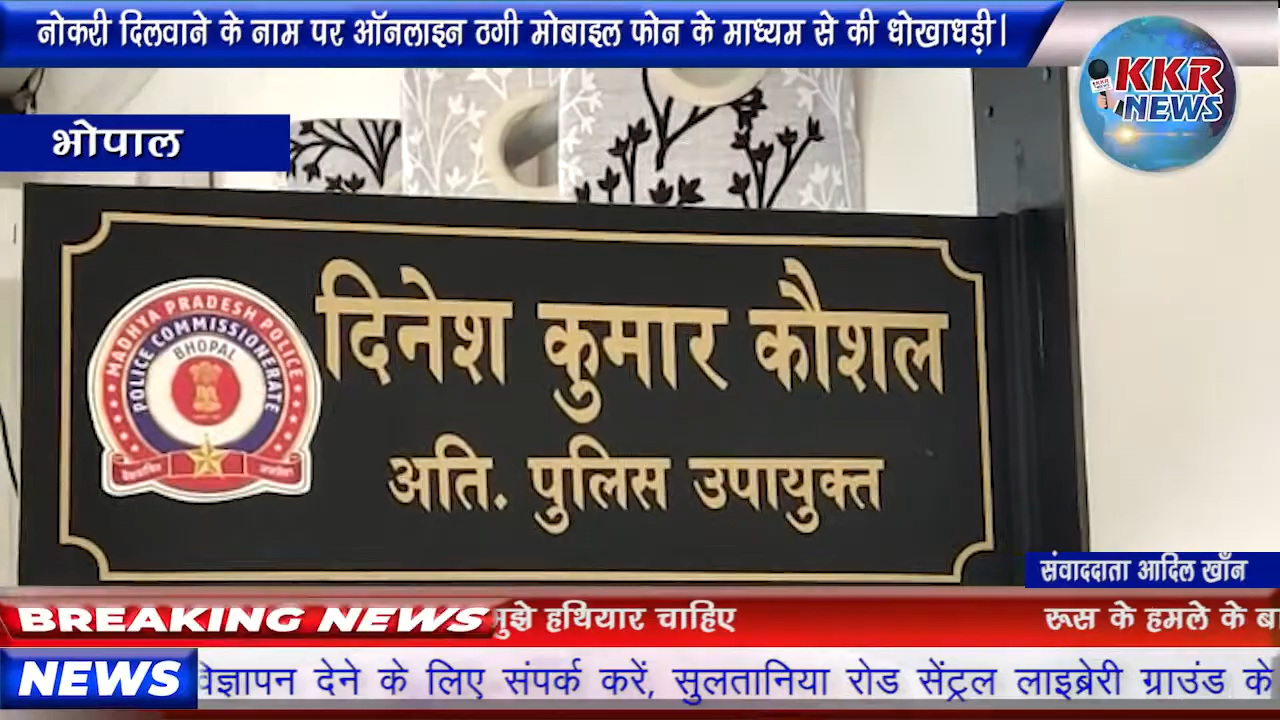 नोकरी दिलवाने के नाम पर ऑनलाइन ठगी मोबाइल फोन के माध्यम से की धोखाधड़ी।
KKR
NEWS
भोपाल
MADHYA PRADESH POLICE
POLICE COMMISSIONERATE
BHOPAL
दिनेश कुमार कौशल
अति. पुलिस उपायुक्त
संवाददाता आदिल खाँन
BREAKING NEWS मुझे हथियार चाहिए रूस के हमले के
NEWS विज्ञापन देने के लिए संपर्क करें, सुलतानिया रोड सेंट्रल लाइब्रेरी ग्राउंड के